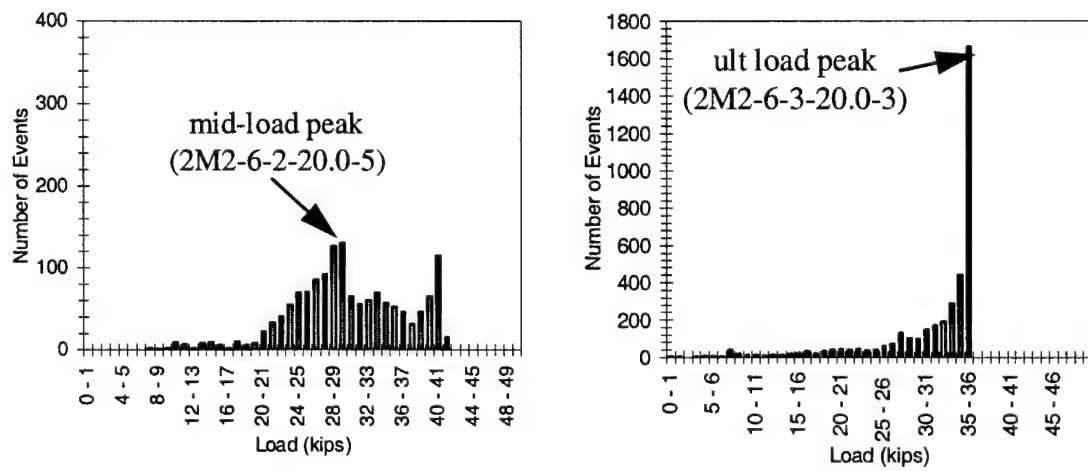 400
300
200
100
0
Number of Events
mid-load peak
(2M2-6-2-20.0-5)
0 - 1
4 - 5
8 - 9
12 - 13
16 - 17
20 - 21
24 - 25
28 - 29
32 - 33
36 - 37
40 - 41
44 - 45
48 - 49
Load (kips)
1800
1600
1400
1200
1000
800
600
400
200
0
Number of Events
ult load peak
(2M2-6-3-20.0-3)
0 - 1
5 - 6
10 - 11
15 - 16
20 - 21
25 - 26
30 - 31
35 - 36
40 - 41
45 - 46
Load (kips)